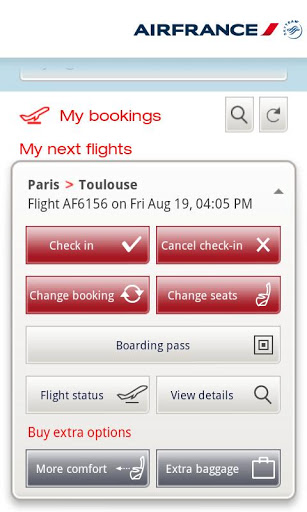 AIRFRANCE
My bookings
My next flights
Paris > Toulouse
Flight AF6156 on Fri Aug 19, 04:05 PM
Check in
Cancel check-in
Change booking
Change seats
Boarding pass
Flight status
View details
Buy extra options
More comfort
Extra baggage